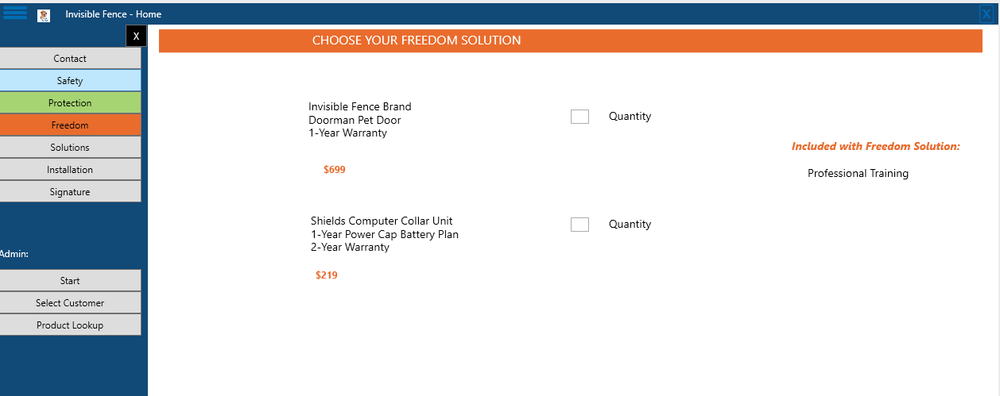 Invisible Fence - Home
X
X
CHOOSE YOUR FREEDOM SOLUTION
Contact
Safety
Protection
Freedom
Solutions
Installation
Signature
Admin:
Start
Select Customer
Product Lookup
Invisible Fence Brand
Doorman Pet Door
1-Year Warranty
Quantity
$699
Shields Computer Collar Unit
1-Year Power Cap Battery Plan
2-Year Warranty
Quantity
$219
Included with Freedom Solution:
Professional Training